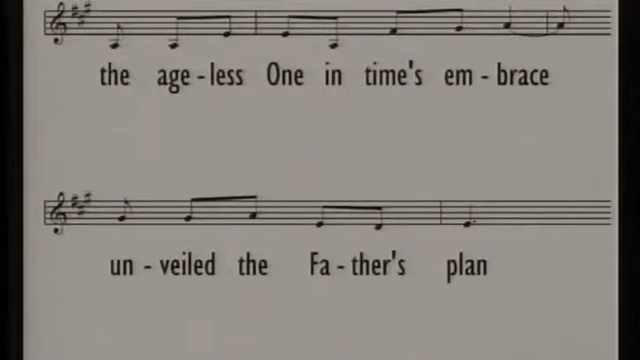 the age - less One in time's em - brace
un - veiled the Fa - ther's plan